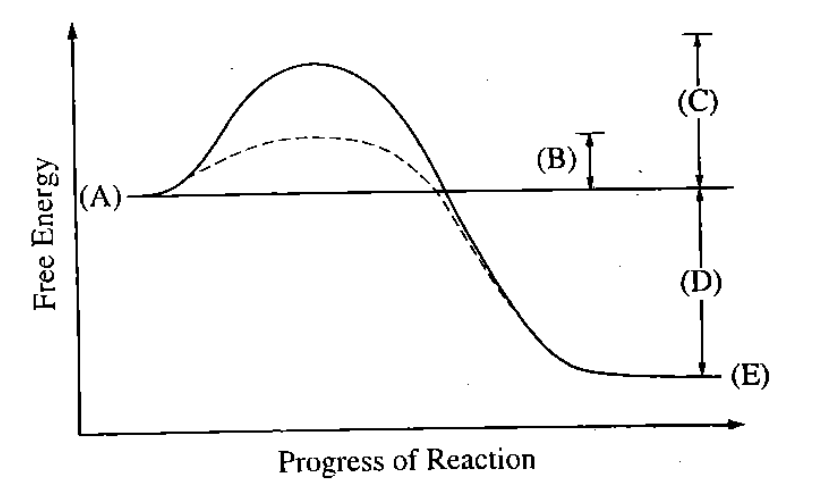 (C)
(B)
(A)
Free Energy
(D)
(E)
Progress of Reaction